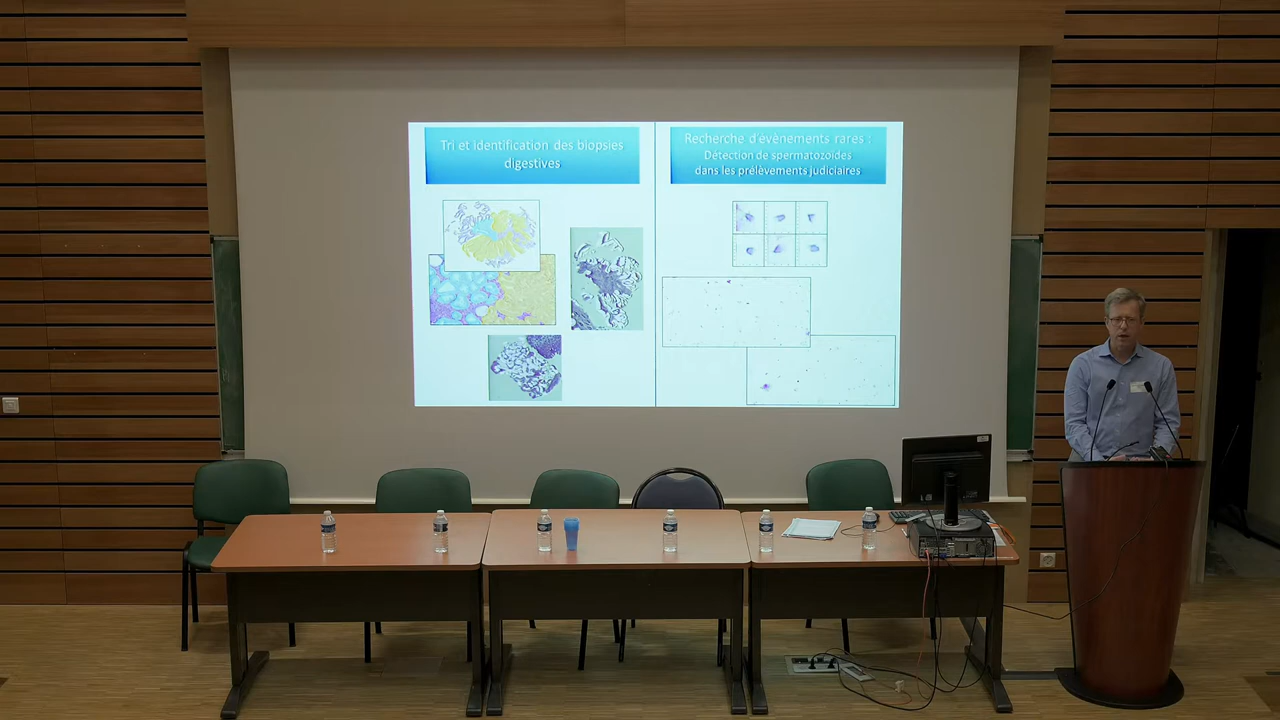 Tri et Identification des biopsies
digestives
Recherche d'évènements rares :
Détection de spermatozoïdes
dans les prélèvements judiciaires